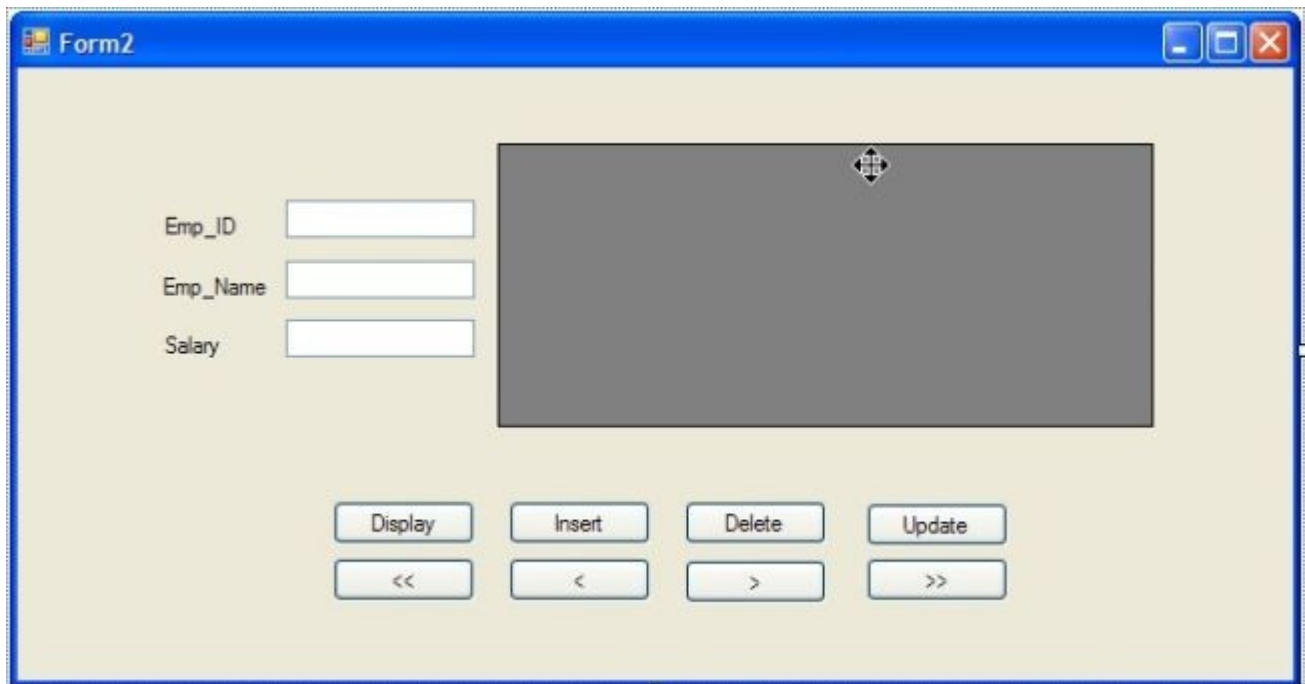 Form2
Emp_ID
Emp_Name
Salary
Display Insert Delete Update
<< < > >>